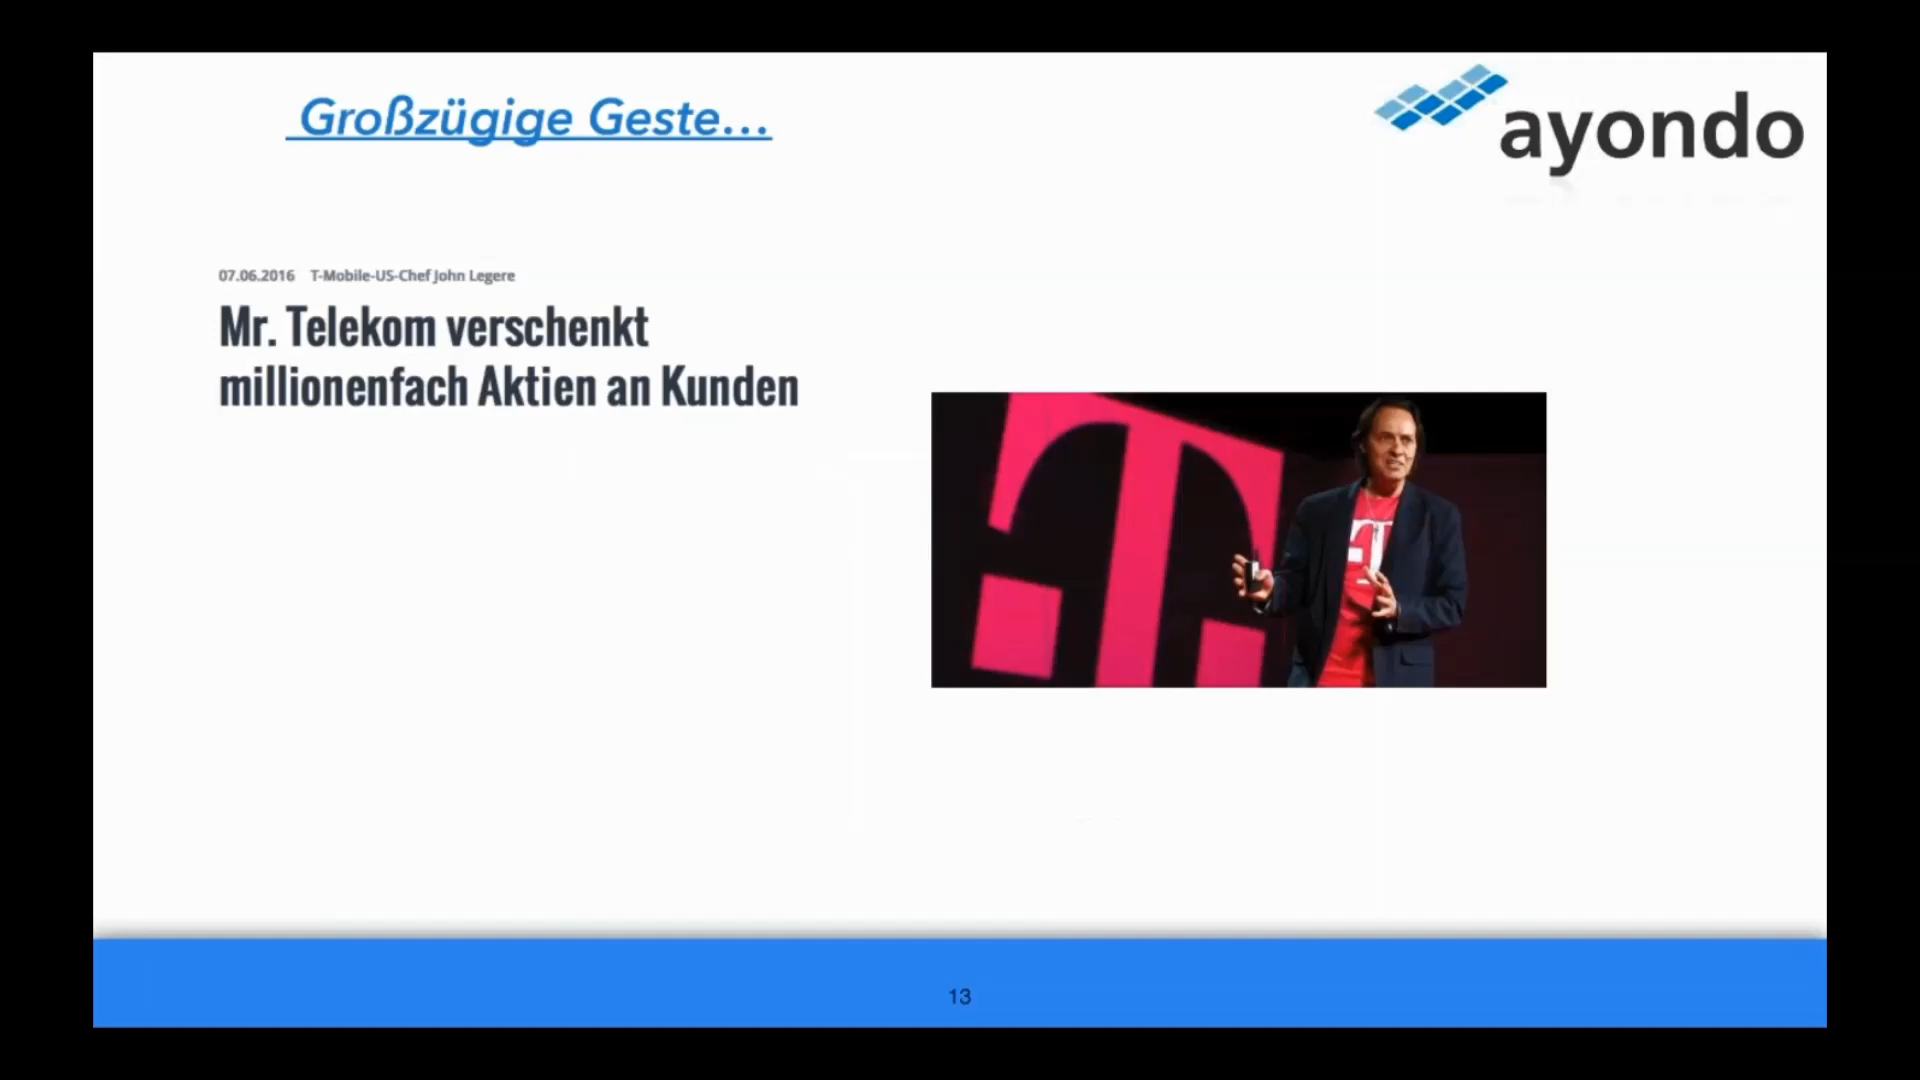 Großzügige Geste...
ayondo
07.06.2016 T-Mobile-US-Chef John Legere
Mr. Telekom verschenkt
millionenfach Aktien an Kunden
T
T
13